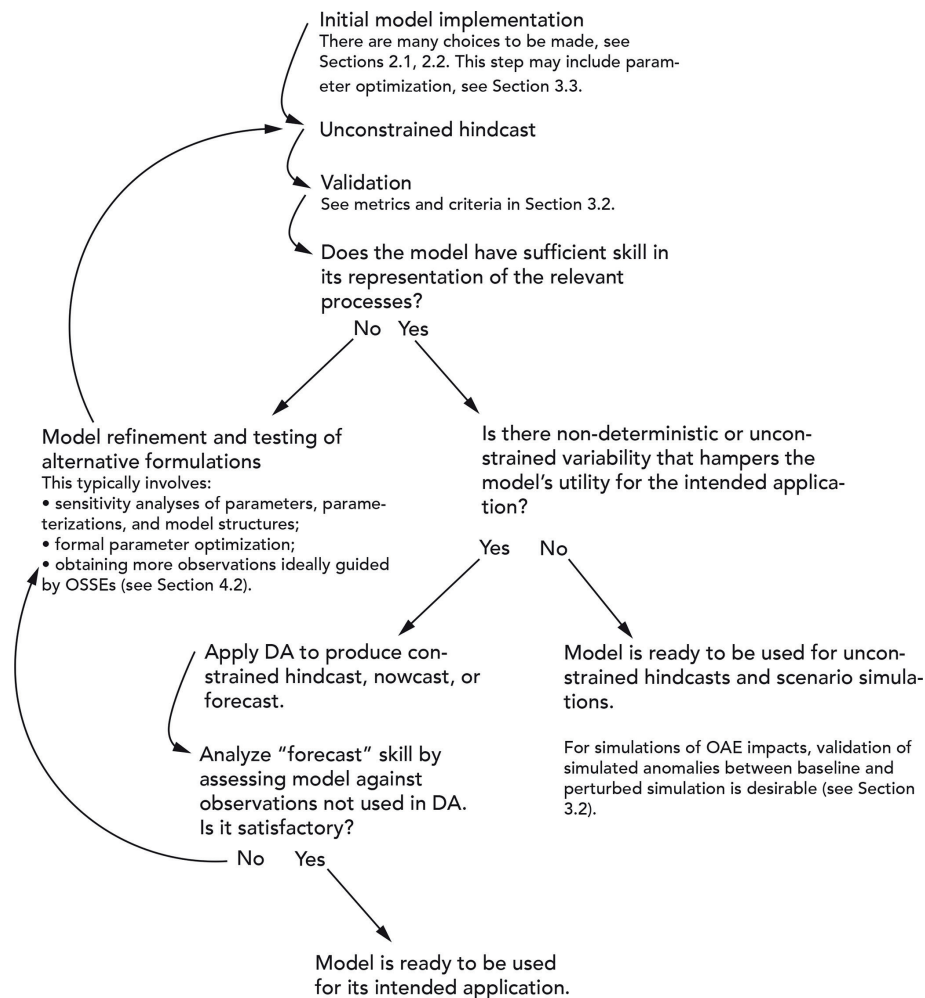 Initial model implementation
There are many choices to be made, see
Sections 2.1, 2.2. This step may include param-
eter optimization, see Section 3.3.
Unconstrained hindcast
Validation
See metrics and criteria in Section 3.2.
Does the model have sufficient skill in
its representation of the relevant
processes?
No Yes
Model refinement and testing of
alternative formulations
This typically involves:
• sensitivity analyses of parameters, parame-
terizations, and model structures;
• formal parameter optimization;
• obtaining more observations ideally guided
by OSSEs (see Section 4.2).
Is there non-deterministic or uncon-
strained variability that hampers the
model's utility for the intended applica-
tion?
Yes No
Apply DA to produce con-
strained hindcast, nowcast, or
forecast.
Analyze “forecast” skill by
assessing model against
observations not used in DA.
Is it satisfactory?
No Yes
Model is ready to be used for uncon-
strained hindcasts and scenario simula-
tions.
For simulations of OAE impacts, validation of
simulated anomalies between baseline and
perturbed simulation is desirable (see Section
3.2).
Model is ready to be used
for its intended application.